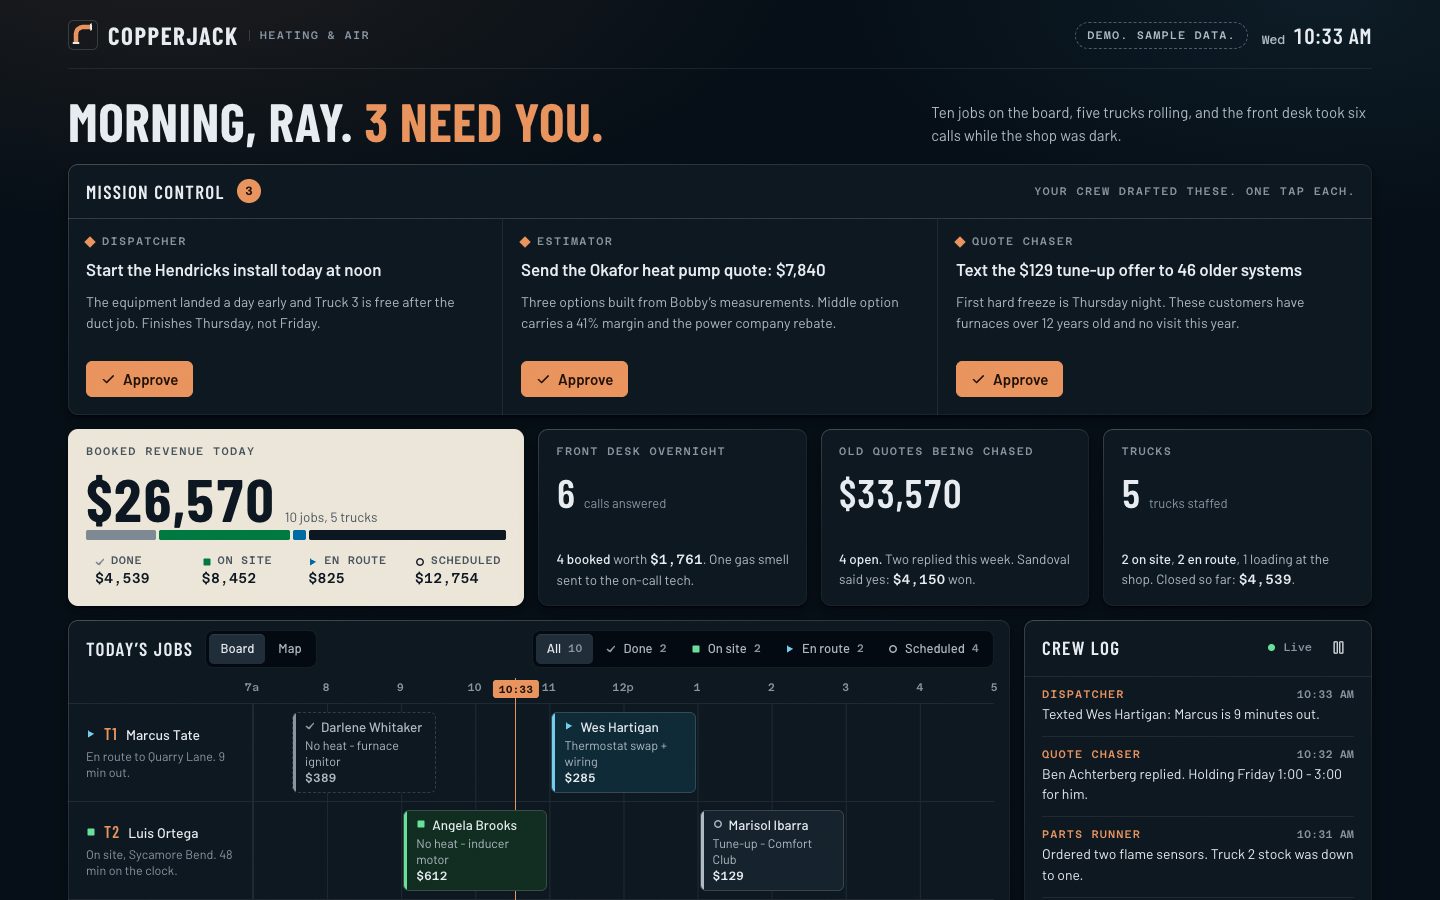 COPPERJACK
HEATING & AIR
DEMO. SAMPLE DATA.
Wed 10:33 AM
MORNING, RAY. 3 NEED YOU.
Ten jobs on the board, five trucks rolling, and the front desk took six
calls while the shop was dark.
MISSION CONTROL 3
YOUR CREW DRAFTED THESE. ONE TAP EACH.
DISPATCHER
Start the Hendricks install today at noon
The equipment landed a day early and Truck 3 is free after the
duct job. Finishes Thursday, not Friday.
Approve
ESTIMATOR
Send the Okafor heat pump quote: $7,840
Three options built from Bobby's measurements. Middle option
carries a 41% margin and the power company rebate.
Approve
QUOTE CHASER
Text the $129 tune-up offer to 46 older systems
First hard freeze is Thursday night. These customers have
furnaces over 12 years old and no visit this year.
Approve
BOOKED REVENUE TODAY
$26,570 10 jobs, 5 trucks
DONE
$4,539
ON SITE
$8,452
EN ROUTE
$825
SCHEDULED
$12,754
FRONT DESK OVERNIGHT
6 calls answered
4 booked worth $1,761. One gas smell
sent to the on-call tech.
OLD QUOTES BEING CHASED
$33,570
4 open. Two replied this week. Sandoval
said yes: $4,150 won.
TRUCKS
5 trucks staffed
2 on site, 2 en route, 1 loading at the
shop. Closed so far: $4,539.
TODAY'S JOBS
Board
Map
All 10
Done 2
On site 2
En route 2
Scheduled 4
7a 8 9 10 10:33 11 12p 1 2 3 4 5
T1 Marcus Tate
En route to Quarry Lane. 9
min out.
Darlene Whitaker
No heat - furnace
ignitor
$389
Wes Hartigan
Thermostat swap +
wiring
$285
T2 Luis Ortega
On site, Sycamore Bend. 48
min on the clock.
Angela Brooks
No heat - inducer
motor
$612
Marisol Ibarra
Tune-up - Comfort
Club
$129
CREW LOG
Live
DISPATCHER 10:33 AM
Texted Wes Hartigan: Marcus is 9 minutes out.
QUOTE CHASER 10:32 AM
Ben Achterberg replied. Holding Friday 1:00 - 3:00
for him.
PARTS RUNNER 10:31 AM
Ordered two flame sensors. Truck 2 stock was down
to one.